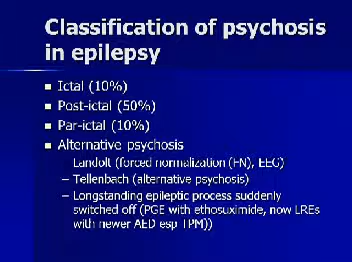 Classification of psychosis
in epilepsy
Ictal (10%)
Post-ictal (50%)
Par-ictal (10%)
Alternative psychosis
Landolt (forced normalization (FN), EEG)
– Tellenbach (alternative psychosis)
– Longstanding epileptic process suddenly
switched off (PGE with ethosuximide, now LREs
with newer AED esp TPM))